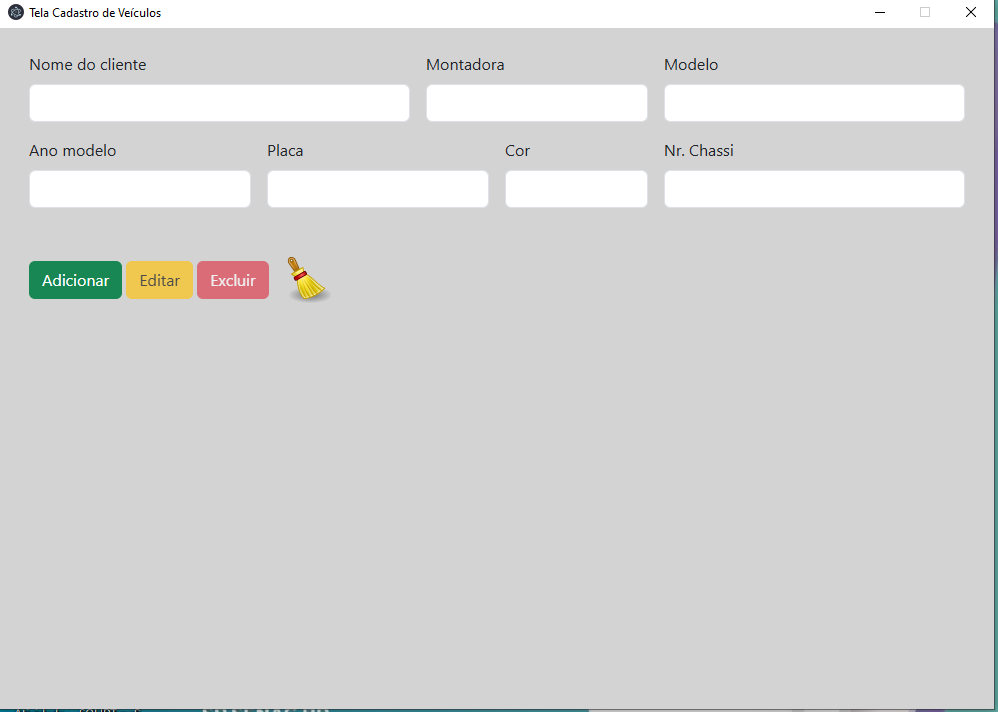 Tela Cadastro de Veículos
Nome do cliente Montadora Modelo
Ano modelo Placa Cor Nr. Chassi
Adicionar Editar Excluir